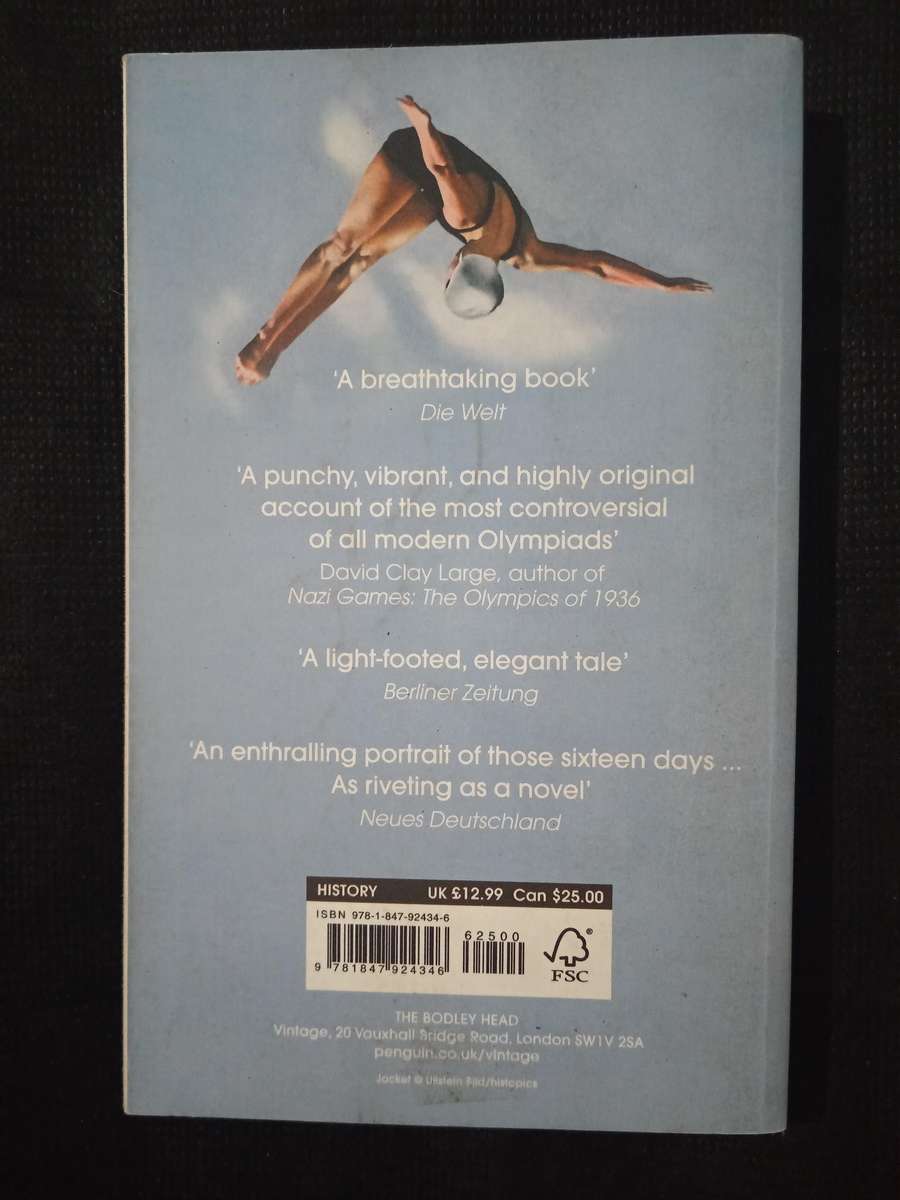 ‘A breathtaking book’
Die Welt
‘A punchy, vibrant, and highly original
account of the most controversial
of all modern Olympiads’
David Clay Large, author of
Nazi Games: The Olympics of 1936
‘A light-footed, elegant tale’
Berliner Zeitung
‘An enthralling portrait of those sixteen days ...
As riveting as a novel’
Neues Deutschland
HISTORY UK £12.99 Can $25.00
ISBN 978-1-847-92434-6
62500
9 781847 924346
® FSC
THE BODLEY HEAD
Vintage, 20 Vauxhall Bridge Road, London SW1V 2SA
penguin.co.uk/vintage
Jacket © Ullstein Bild/histopics